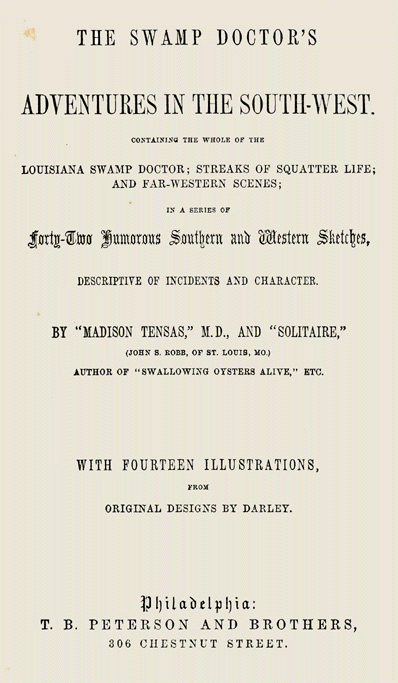 THE SWAMP DOCTOR'S
ADVENTURES IN THE SOUTH-WEST.
CONTAINING THE WHOLE OF THE
LOUISIANA SWAMP DOCTOR; STREAKS OF SQUATTER LIFE;
AND FAR-WESTERN SCENES;
IN A SERIES OF
Forty-Two Humorous Southern and Western Sketches,
DESCRIPTIVE OF INCIDENTS AND CHARACTER.
BY "MADISON TENSAS," M.D., AND "SOLITAIRE,"
(JOHN S. ROBB, OF ST. LOUIS, MO.)
AUTHOR OF "SWALLOWING OYSTERS ALIVE," ETC.
WITH FOURTEEN ILLUSTRATIONS,
FROM
ORIGINAL DESIGNS BY DARLEY.
Philadelphia:
T. B. PETERSON AND BROTHERS,
306 CHESTNUT STREET.